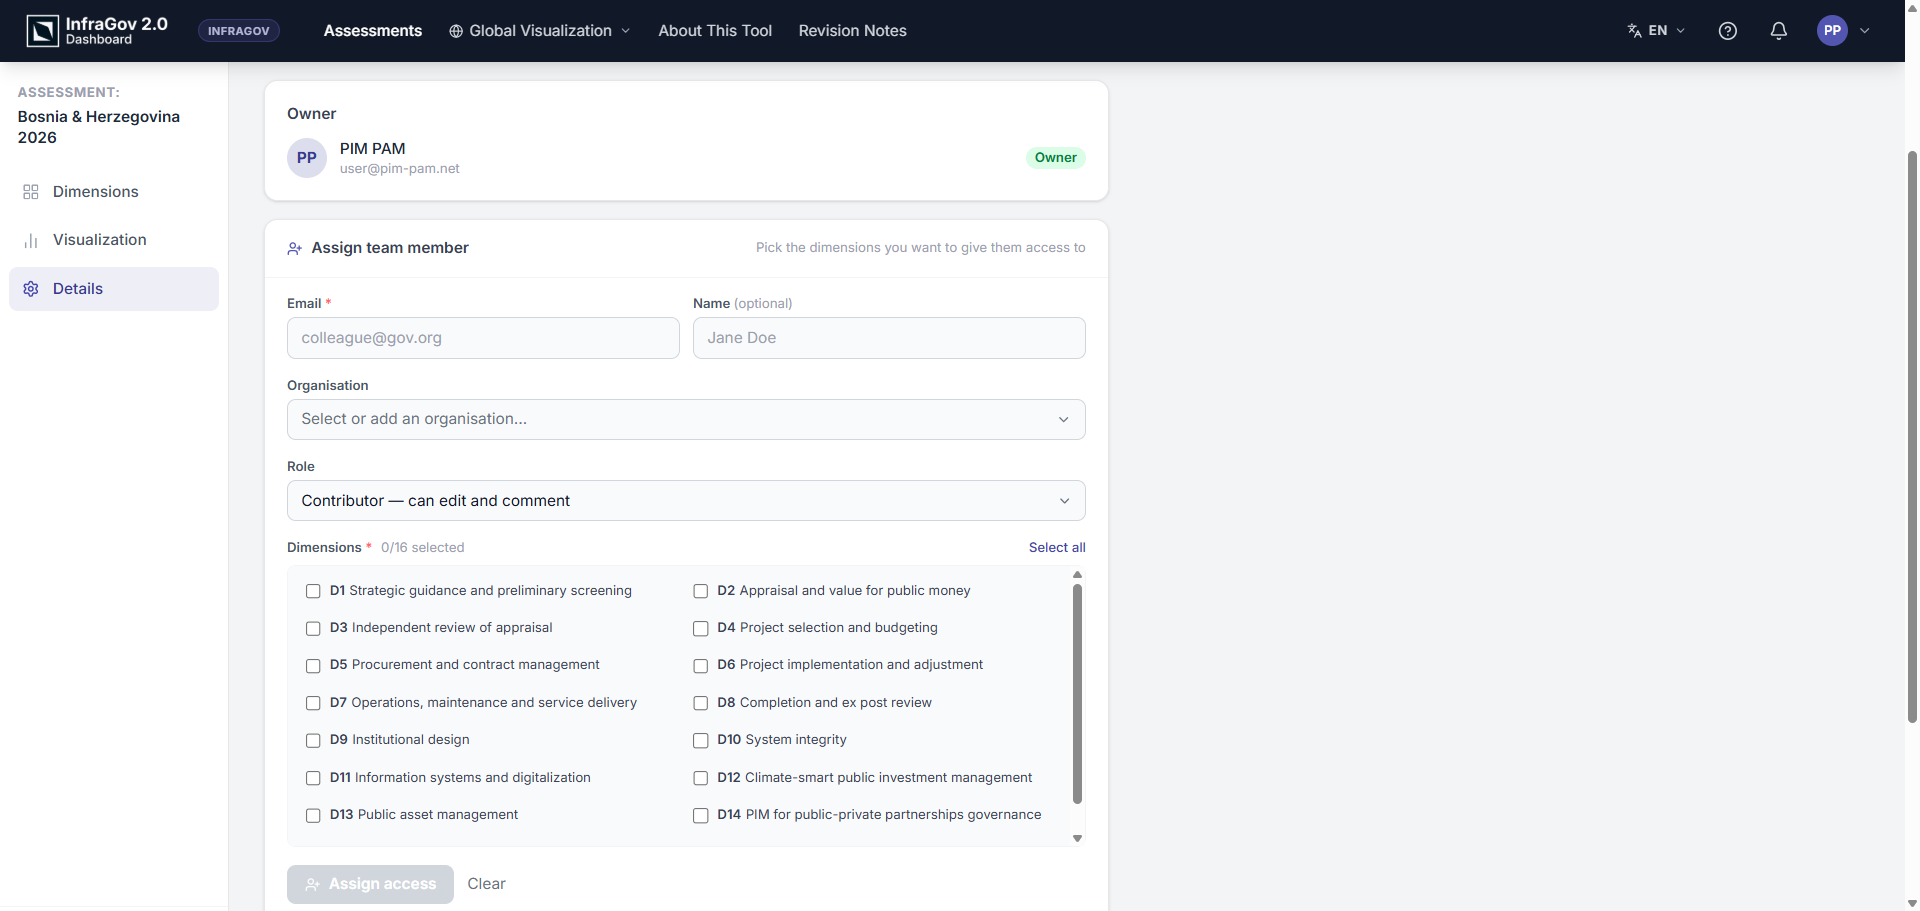 InfraGov 2.0
Dashboard
INFRAGOV
Assessments
Global Visualization
About This Tool
Revision Notes
EN
PP
ASSESSMENT:
Bosnia & Herzegovina
2026
Dimensions
Visualization
Details
Owner
PP
PIM PAM
user@pim-pam.net
Owner
Assign team member
Pick the dimensions you want to give them access to
Email *
Name (optional)
colleague@gov.org
Jane Doe
Organisation
Select or add an organisation...
Role
Contributor — can edit and comment
Dimensions * 0/16 selected
Select all
D1 Strategic guidance and preliminary screening
D2 Appraisal and value for public money
D3 Independent review of appraisal
D4 Project selection and budgeting
D5 Procurement and contract management
D6 Project implementation and adjustment
D7 Operations, maintenance and service delivery
D8 Completion and ex post review
D9 Institutional design
D10 System integrity
D11 Information systems and digitalization
D12 Climate-smart public investment management
D13 Public asset management
D14 PIM for public-private partnerships governance
Assign access
Clear